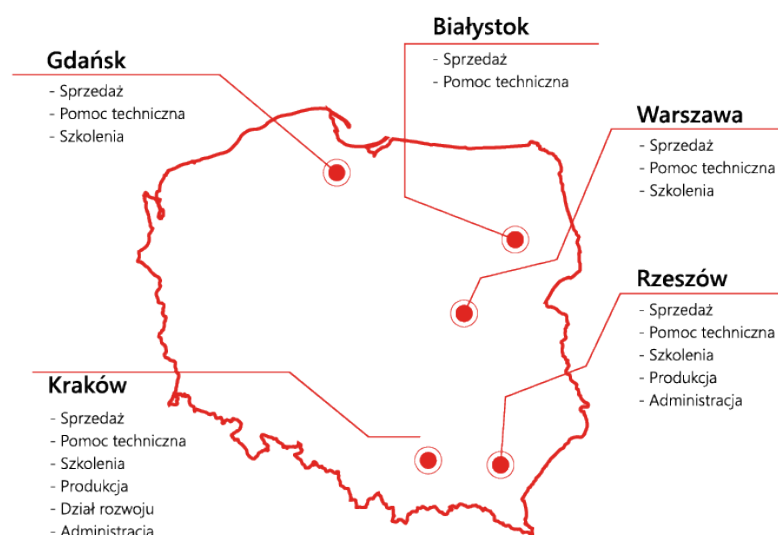 Białystok
- Sprzedaż
- Pomoc techniczna
Gdańsk
- Sprzedaż
- Pomoc techniczna
- Szkolenia
Warszawa
- Sprzedaż
- Pomoc techniczna
- Szkolenia
Rzeszów
- Sprzedaż
- Pomoc techniczna
- Szkolenia
- Produkcja
- Administracja
Kraków
- Sprzedaż
- Pomoc techniczna
- Szkolenia
- Produkcja
- Dział rozwoju
- Administracja